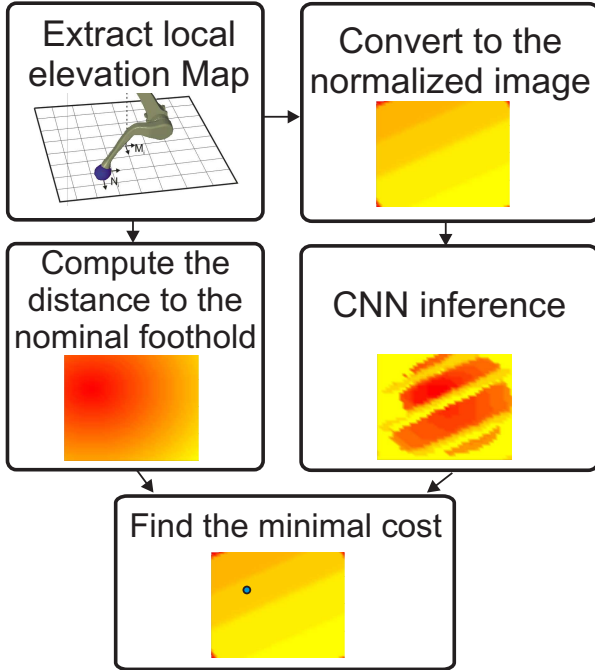 Extract local
elevation Map
M
N
Convert to the
normalized image
Compute the
distance to the
nominal foothold
CNN inference
Find the minimal cost